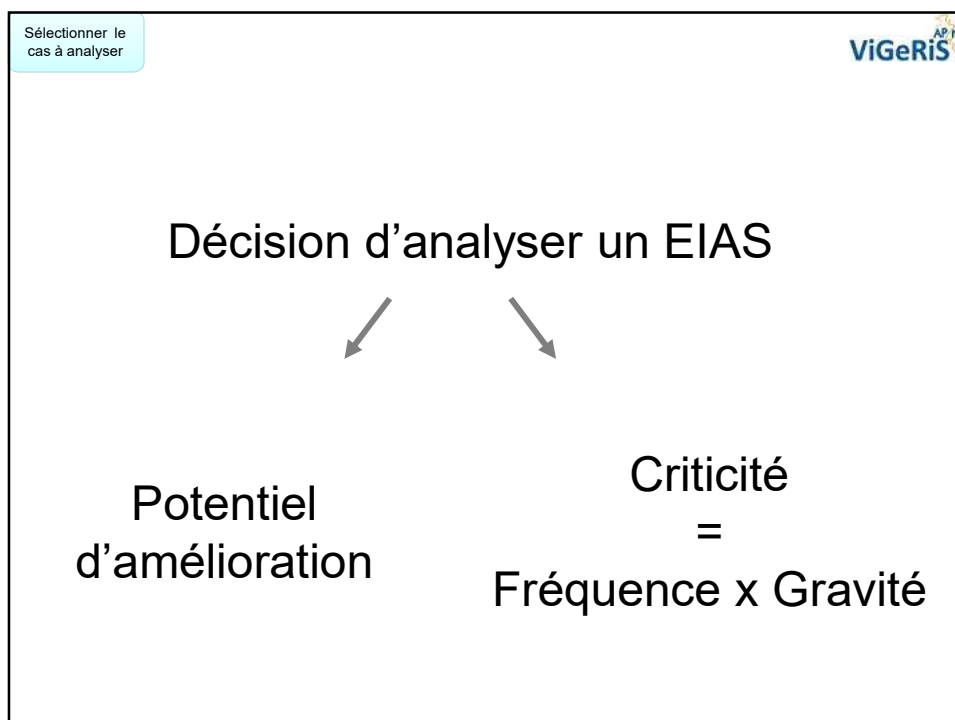 Sélectionner le
cas à analyser
ViGeRiS
Décision d’analyser un EIAS
Potentiel
d’amélioration
Criticité
=
Fréquence x Gravité